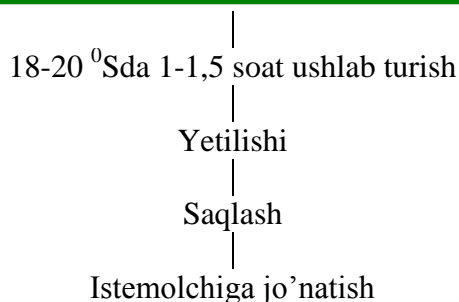 18-20 ⁰Sda 1-1,5 soat ushlab turish
Yetilishi
Saqlash
Istemolchiga jo’natish